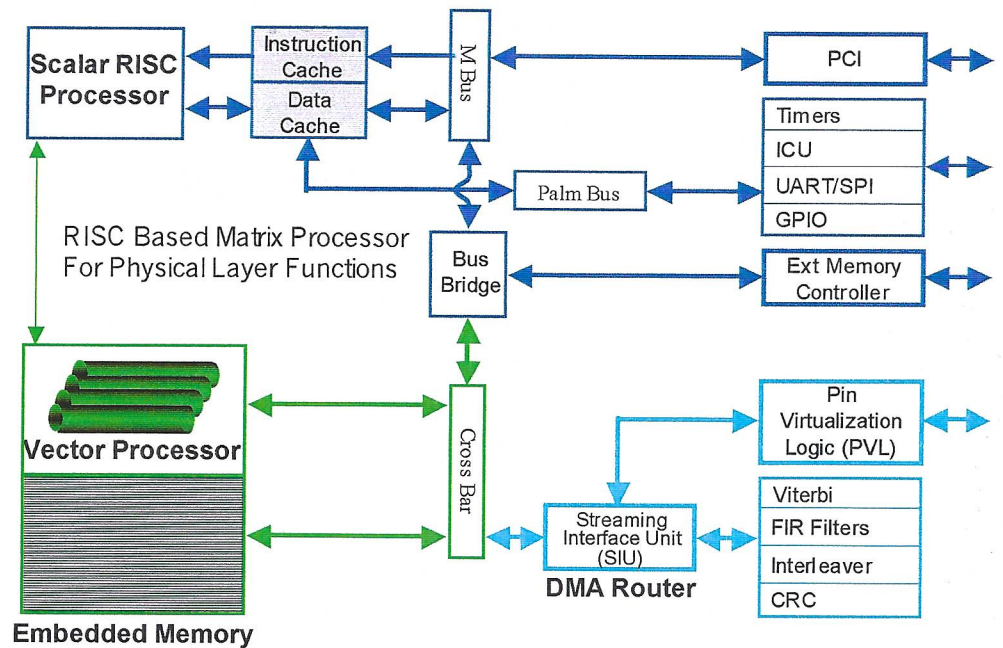 Scalar RISC
Processor
Instruction
Cache
Data
Cache
M Bus
PCI
Timers
ICU
UART/SPI
GPIO
Palm Bus
RISC Based Matrix Processor
For Physical Layer Functions
Bus
Bridge
Ext Memory
Controller
Vector Processor
Embedded Memory
Cross Bar
Pin
Virtualization
Logic (PVL)
Streaming
Interface Unit
(SIU)
DMA Router
Viterbi
FIR Filters
Interleaver
CRC